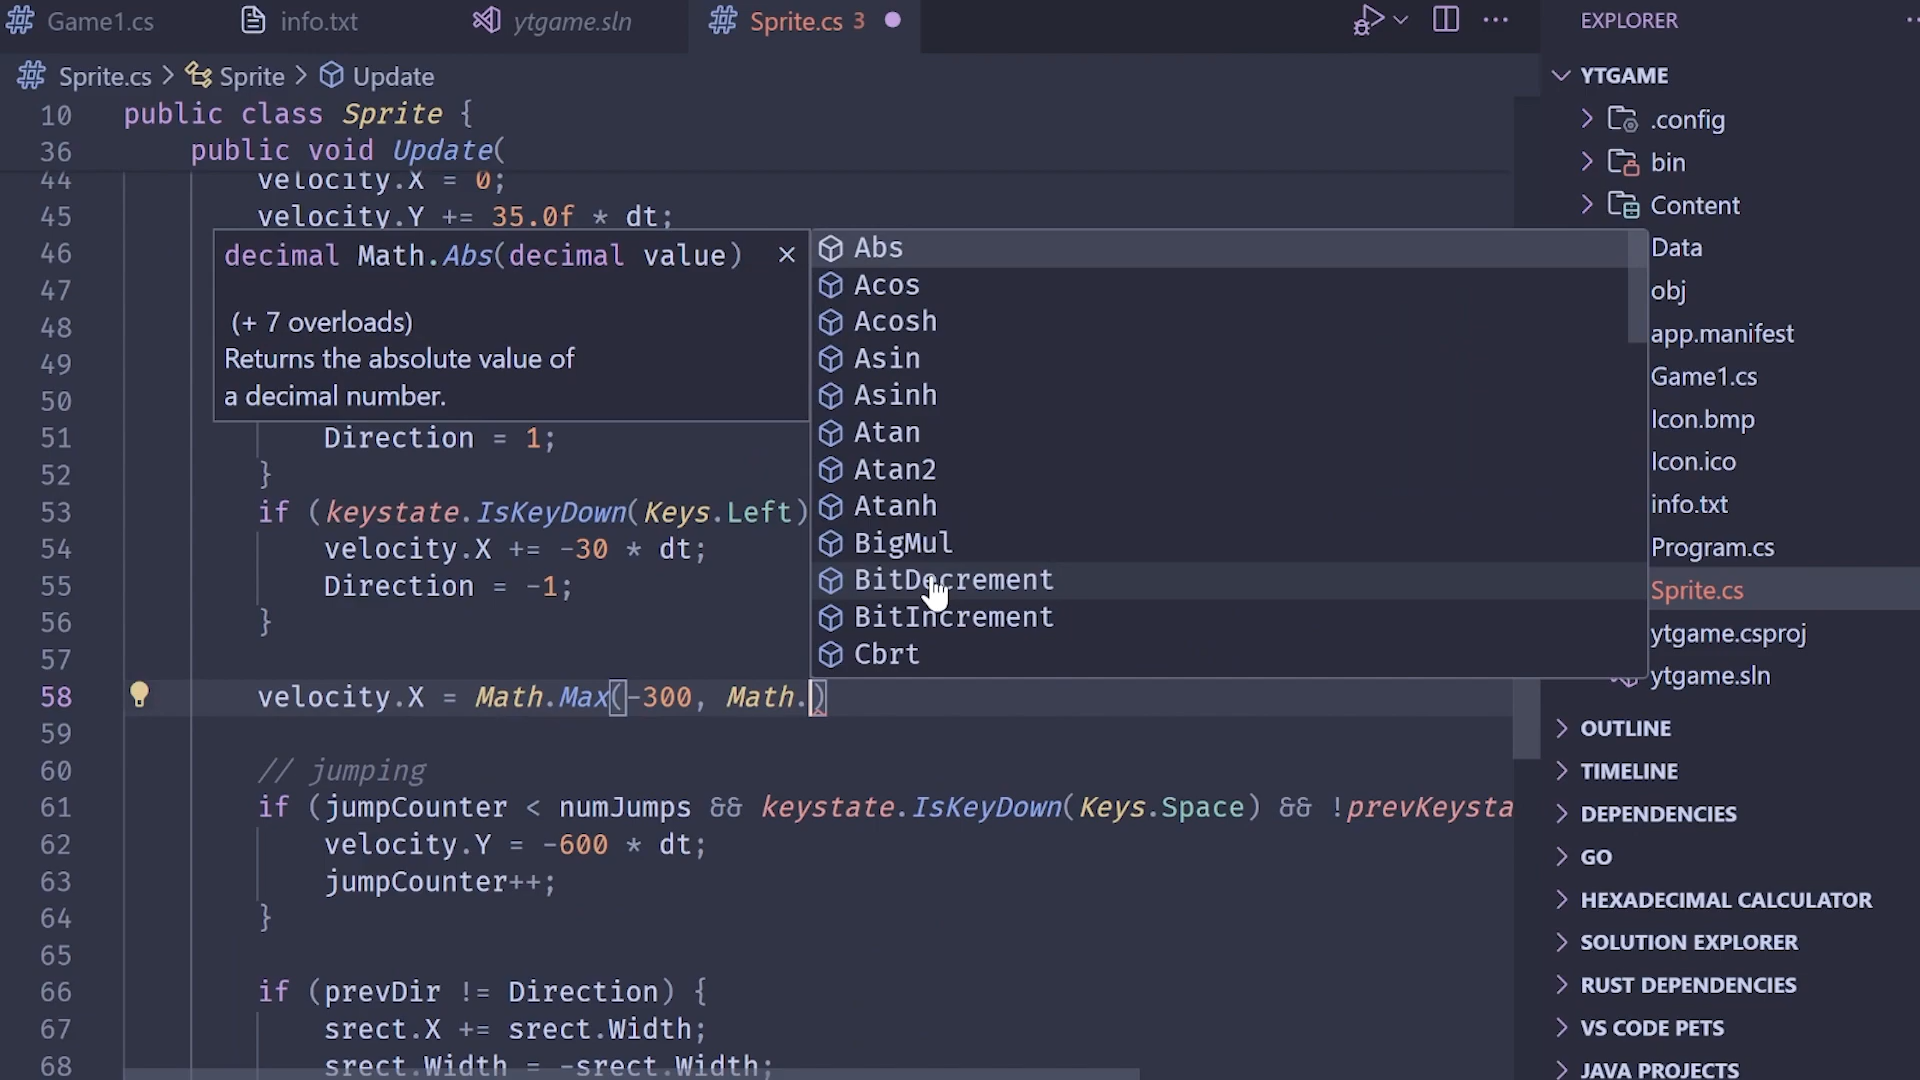 Game1.cs
info.txt
ytgame.sln
Sprite.cs 3
EXPLORER
Sprite.cs > Sprite > Update
YTGAME
10 public class Sprite {
36 public void Update(
44 velocity.X = 0;
45 velocity.Y += 35.0f * dt;
46
47
48
49
50
51 Direction = 1;
52 }
53 if (keystate.IsKeyDown(Keys.Left)
54 velocity.X += -30 * dt;
55 Direction = -1;
56 }
57
58 velocity.X = Math.Max(-300, Math.)
59
60 // jumping
61 if (jumpCounter < numJumps && keystate.IsKeyDown(Keys.Space) && !prevKeysta
62 velocity.Y = -600 * dt;
63 jumpCounter++;
64 }
65
66 if (prevDir != Direction) {
67 srect.X += srect.Width;
68 srect.Width = -srect.Width;
decimal Math.Abs(decimal value)
(+ 7 overloads)
Returns the absolute value of
a decimal number.
Abs
Acos
Acosh
Asin
Asinh
Atan
Atan2
Atanh
BigMul
BitDecrement
BitIncrement
Cbrt
.config
bin
Content
Data
obj
app.manifest
Game1.cs
Icon.bmp
Icon.ico
info.txt
Program.cs
Sprite.cs
ytgame.csproj
ytgame.sln
OUTLINE
TIMELINE
DEPENDENCIES
GO
HEXADECIMAL CALCULATOR
SOLUTION EXPLORER
RUST DEPENDENCIES
VS CODE PETS
JAVA PROJECTS